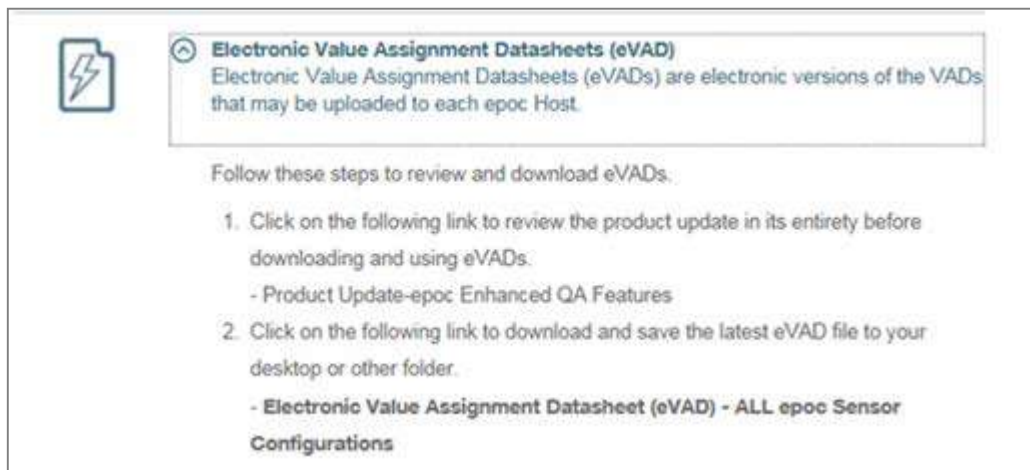 Electronic Value Assignment Datasheets (eVAD)
Electronic Value Assignment Datasheets (eVADs) are electronic versions of the VADs
that may be uploaded to each epoc Host.
Follow these steps to review and download eVADs.
1. Click on the following link to review the product update in its entirety before
downloading and using eVADs.
- Product Update-epoc Enhanced QA Features
2. Click on the following link to download and save the latest eVAD file to your
desktop or other folder.
- Electronic Value Assignment Datasheet (eVAD) - ALL epoc Sensor
Configurations